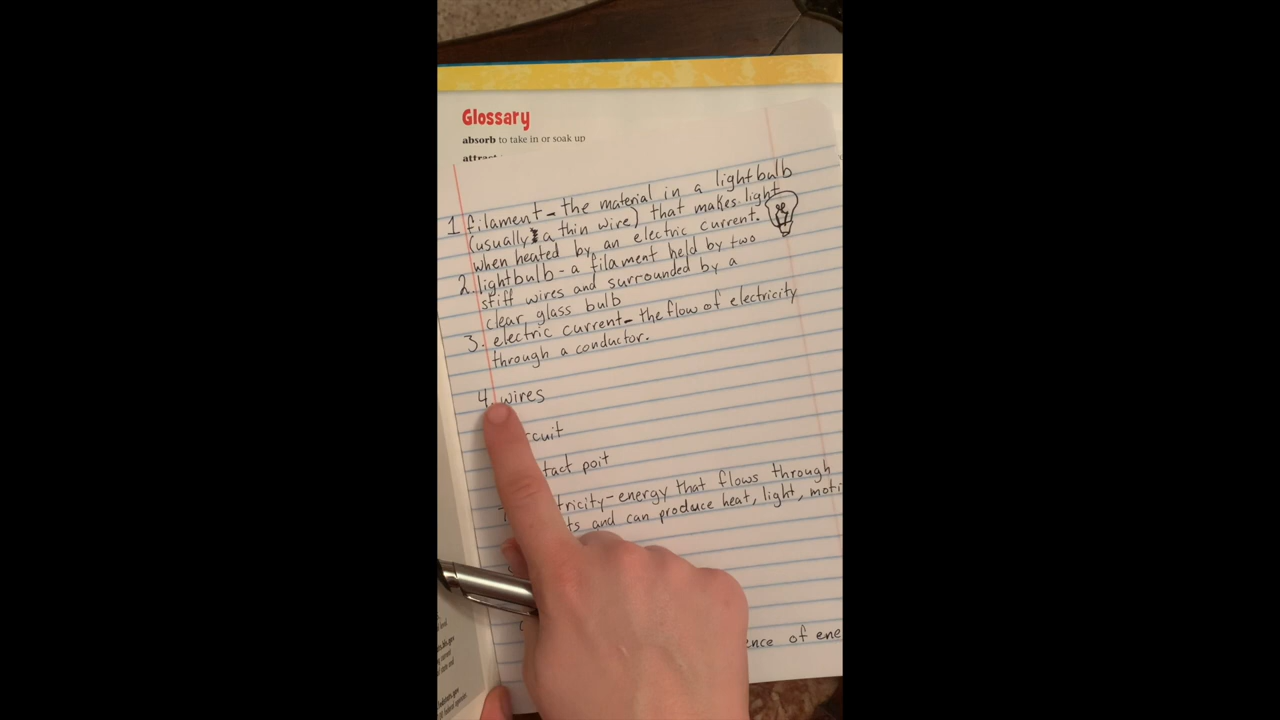 Glossary
absorb to take in or soak up
1. filament - the material in a lightbulb
(usually a thin wire) that makes light
when heated by an electric current.
2. lightbulb - a filament held by two
stiff wires and surrounded by a
clear glass bulb
3. electric current - the flow of electricity
through a conductor.
4. wires
cuit
tact poit
tricity - energy that flows through
ts and can produce heat, light, moti
ence of ene